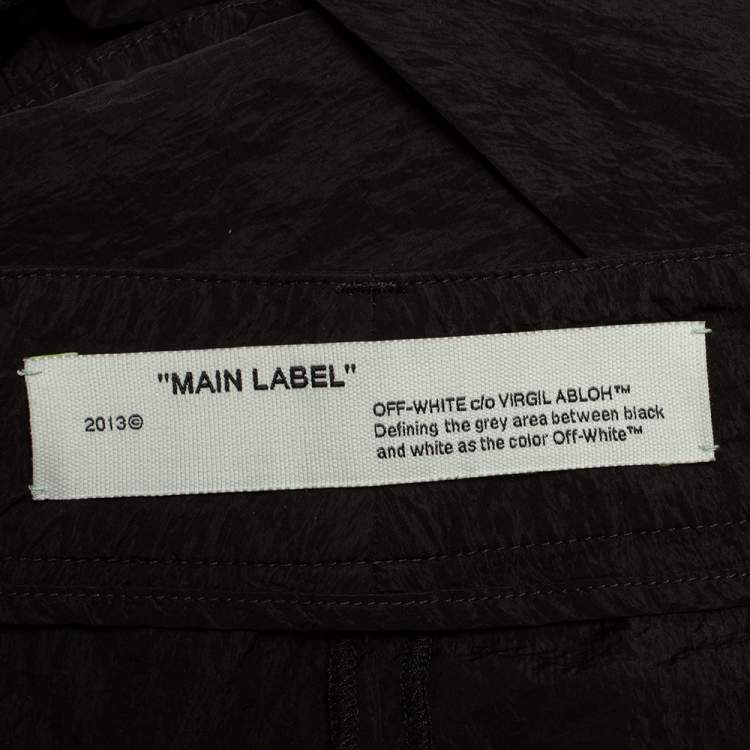 "MAIN LABEL"
2013©
OFF-WHITE c/o VIRGIL ABLOH™
Defining the grey area between black
and white as the color Off-White™